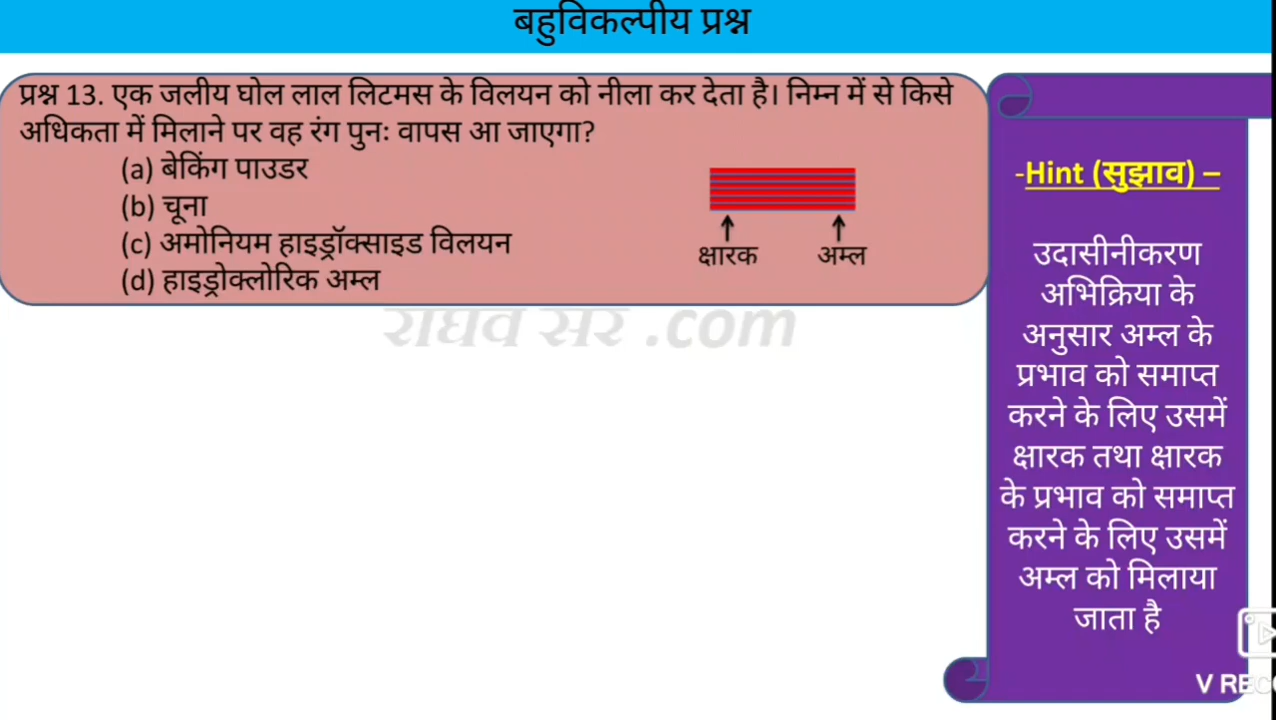 बहुविकल्पीय प्रश्न
प्रश्न 13. एक जलीय घोल लाल लिटमस के विलयन को नीला कर देता है। निम्न में से किसे
अधिकता में मिलाने पर वह रंग पुनः वापस आ जाएगा?
(a) बेकिंग पाउडर
(b) चूना
(c) अमोनियम हाइड्रॉक्साइड विलयन
(d) हाइड्रोक्लोरिक अम्ल
क्षारक अम्ल
राघव सर .com
-Hint (सुझाव) –
उदासीनीकरण
अभिक्रिया के
अनुसार अम्ल के
प्रभाव को समाप्त
करने के लिए उसमें
क्षारक तथा क्षारक
के प्रभाव को समाप्त
करने के लिए उसमें
अम्ल को मिलाया
जाता है
V REC